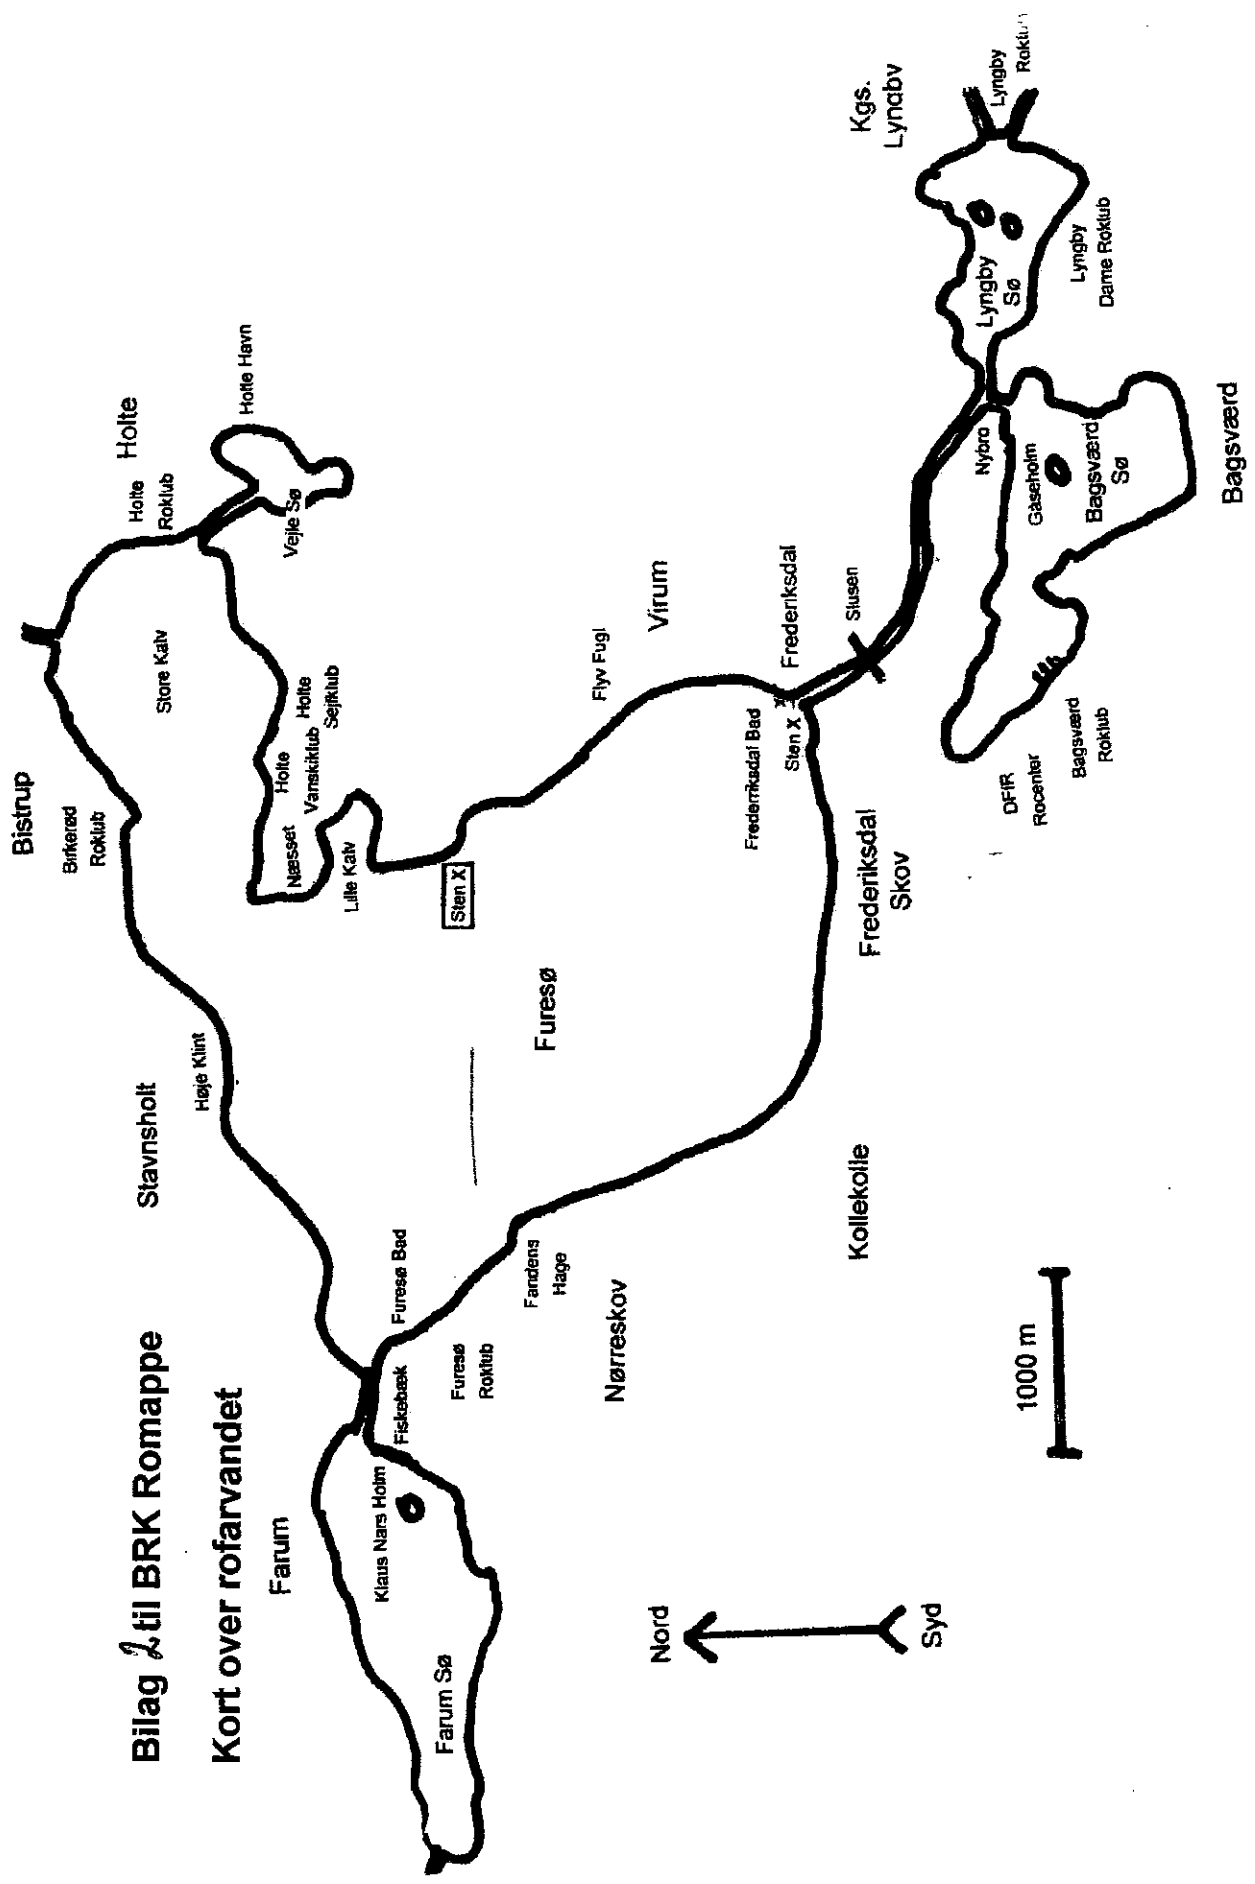 Bilag 2 til BRK Romappe
Kort over rofarvandet
Bistrup
Birkerød
Roklub
Store Kalv
Holte
Holte
Roklub
Holte Havn
Vejle Sø
Holte
Sejlklub
Holte
Vanskiklub
Næsset
Lille Kalv
Sten X
Stavnsholt
Høje Klint
Furesø
Flyv Fugl
Virum
Farum
Klaus Nars Holm
Farum Sø
Fiskebæk
Furesø Bad
Furesø
Roklub
Fandens
Hage
Nørreskov
Kollekolle
Frederiksdal
Skov
Frederiksdal Bad
Sten X
x
Frederiksdal
Slusen
Nybro
Gåseholm
Bagsværd
Sø
Bagsværd
DFfR
Rocenter
Bagsværd
Roklub
Lyngby
Sø
Lyngby
Dame Roklub
Kgs.
Lyngby
Lyngby
Nord
Syd
1000 m